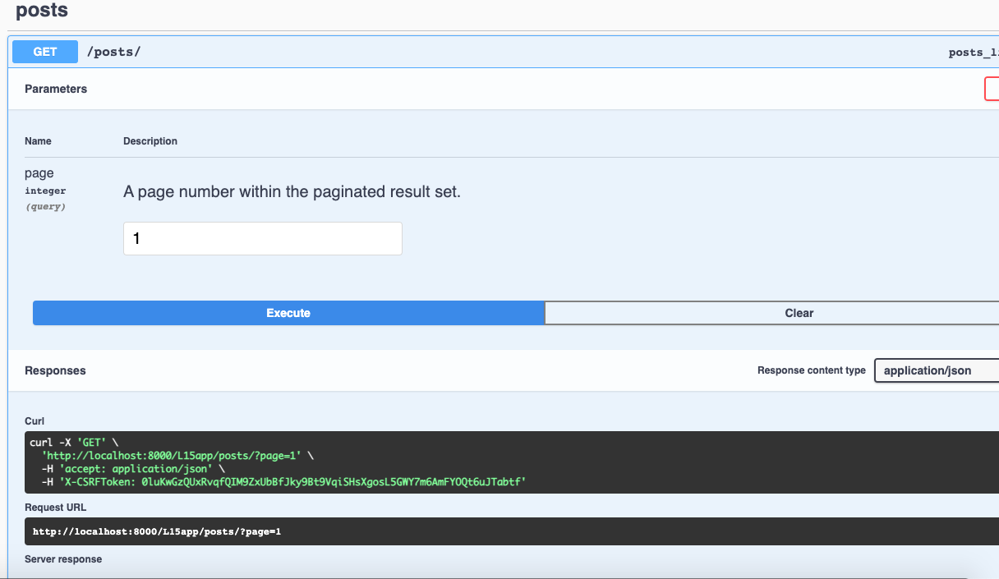 posts
GET /posts/ posts_li
Parameters
Name Description
page
integer
(query)
A page number within the paginated result set.
1
Execute Clear
Responses Response content type application/json
Curl
curl -X 'GET' \
'http://localhost:8000/L15app/posts/?page=1' \
-H 'accept: application/json' \
-H 'X-CSRFToken: 0luKwGzQUxRvqfQIM9ZxUbBfJky9Bt9VqiSHsXgosL5GWY7m6AmFYOQt6uJTabtf'
Request URL
http://localhost:8000/L15app/posts/?page=1
Server response